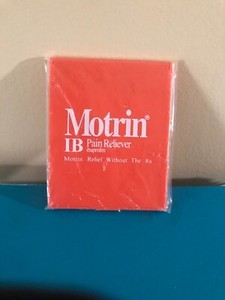 Motrin®
IB Pain Reliever
ibuprofen
Motrin Relief Without The Rx